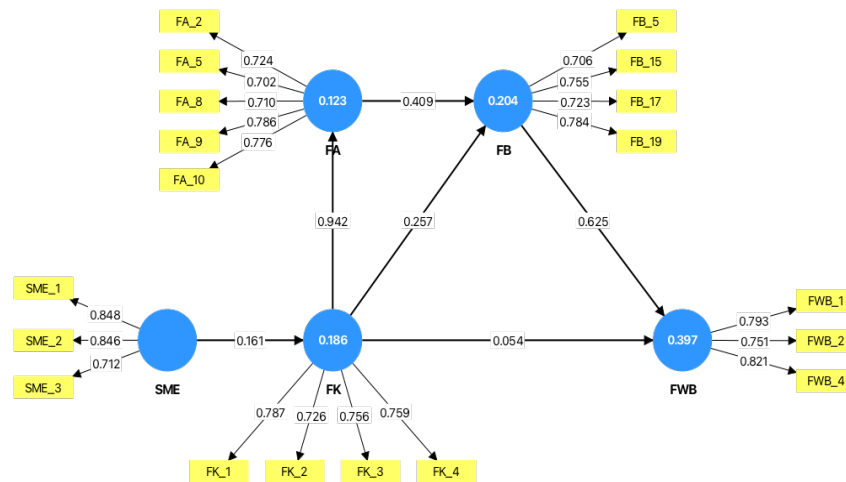 FA_2
FB_5
0.724
0.706
FA_5
FB_15
0.702
0.755
FA_8
0.710
0.123
0.409
0.204
0.723
FB_17
0.786
0.784
FA_9
FB_19
0.776
FA
FB
FA_10
0.942
0.257
0.625
SME_1
FWB_1
0.848
0.793
SME_2
0.846
0.161
0.186
0.054
0.397
0.751
FWB_2
0.712
0.821
SME_3
FWB_4
SME
FK
FWB
0.787
0.726
0.756
0.759
FK_1
FK_2
FK_3
FK_4